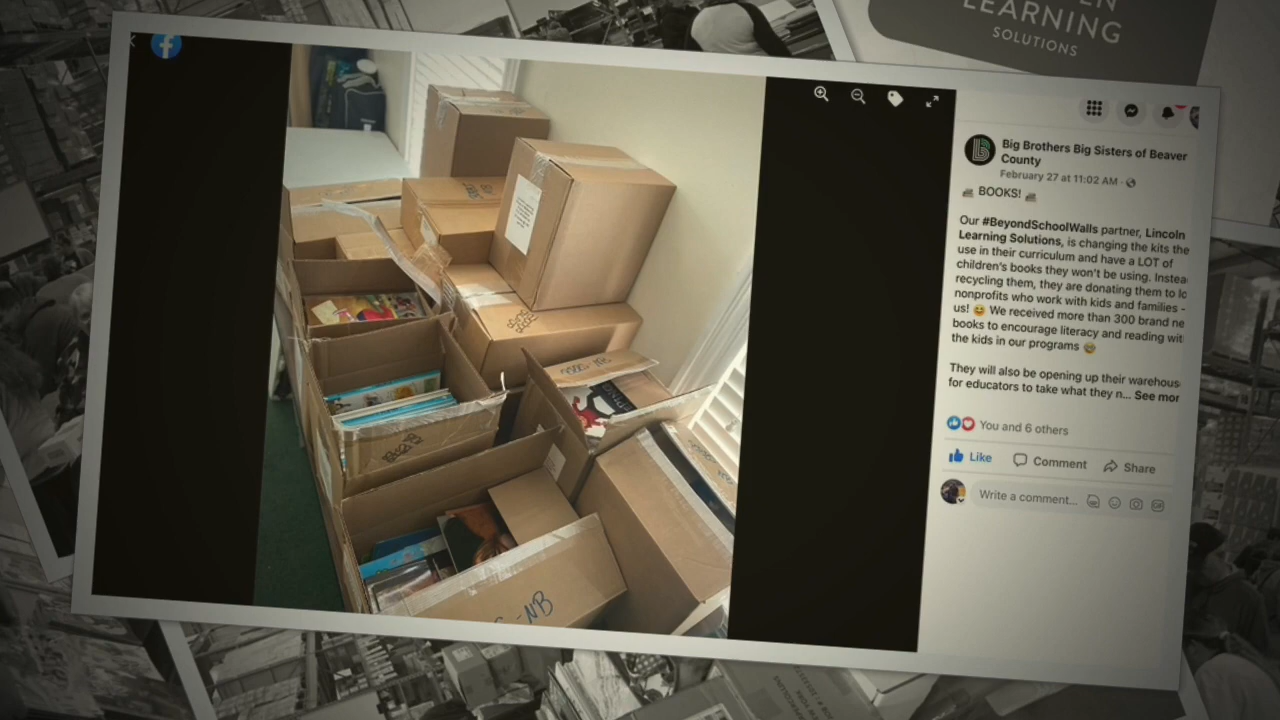 LEARNING
SOLUTIONS
Big Brothers Big Sisters of Beaver
County
February 27 at 11:02 AM ·
BOOKS!
Our #BeyondSchoolWalls partner, Lincoln
Learning Solutions, is changing the kits the
use in their curriculum and have a LOT of
children's books they won't be using. Instea
recycling them, they are donating them to lo
nonprofits who work with kids and families -
us! 😊 We received more than 300 brand ne
books to encourage literacy and reading wit
the kids in our programs
They will also be opening up their warehous
for educators to take what they n... See mor
You and 6 others
Like Comment Share
Write a comment...
-NB